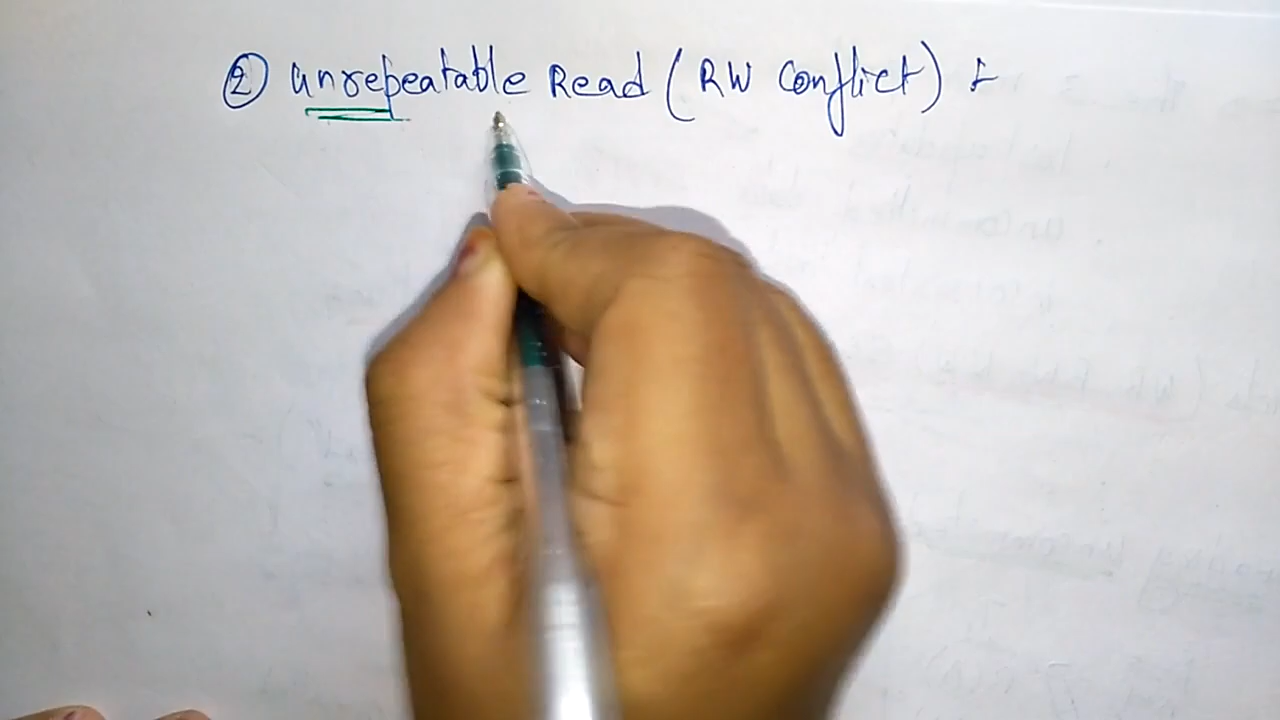 ② unrepeatable Read (RW Conflict) :-